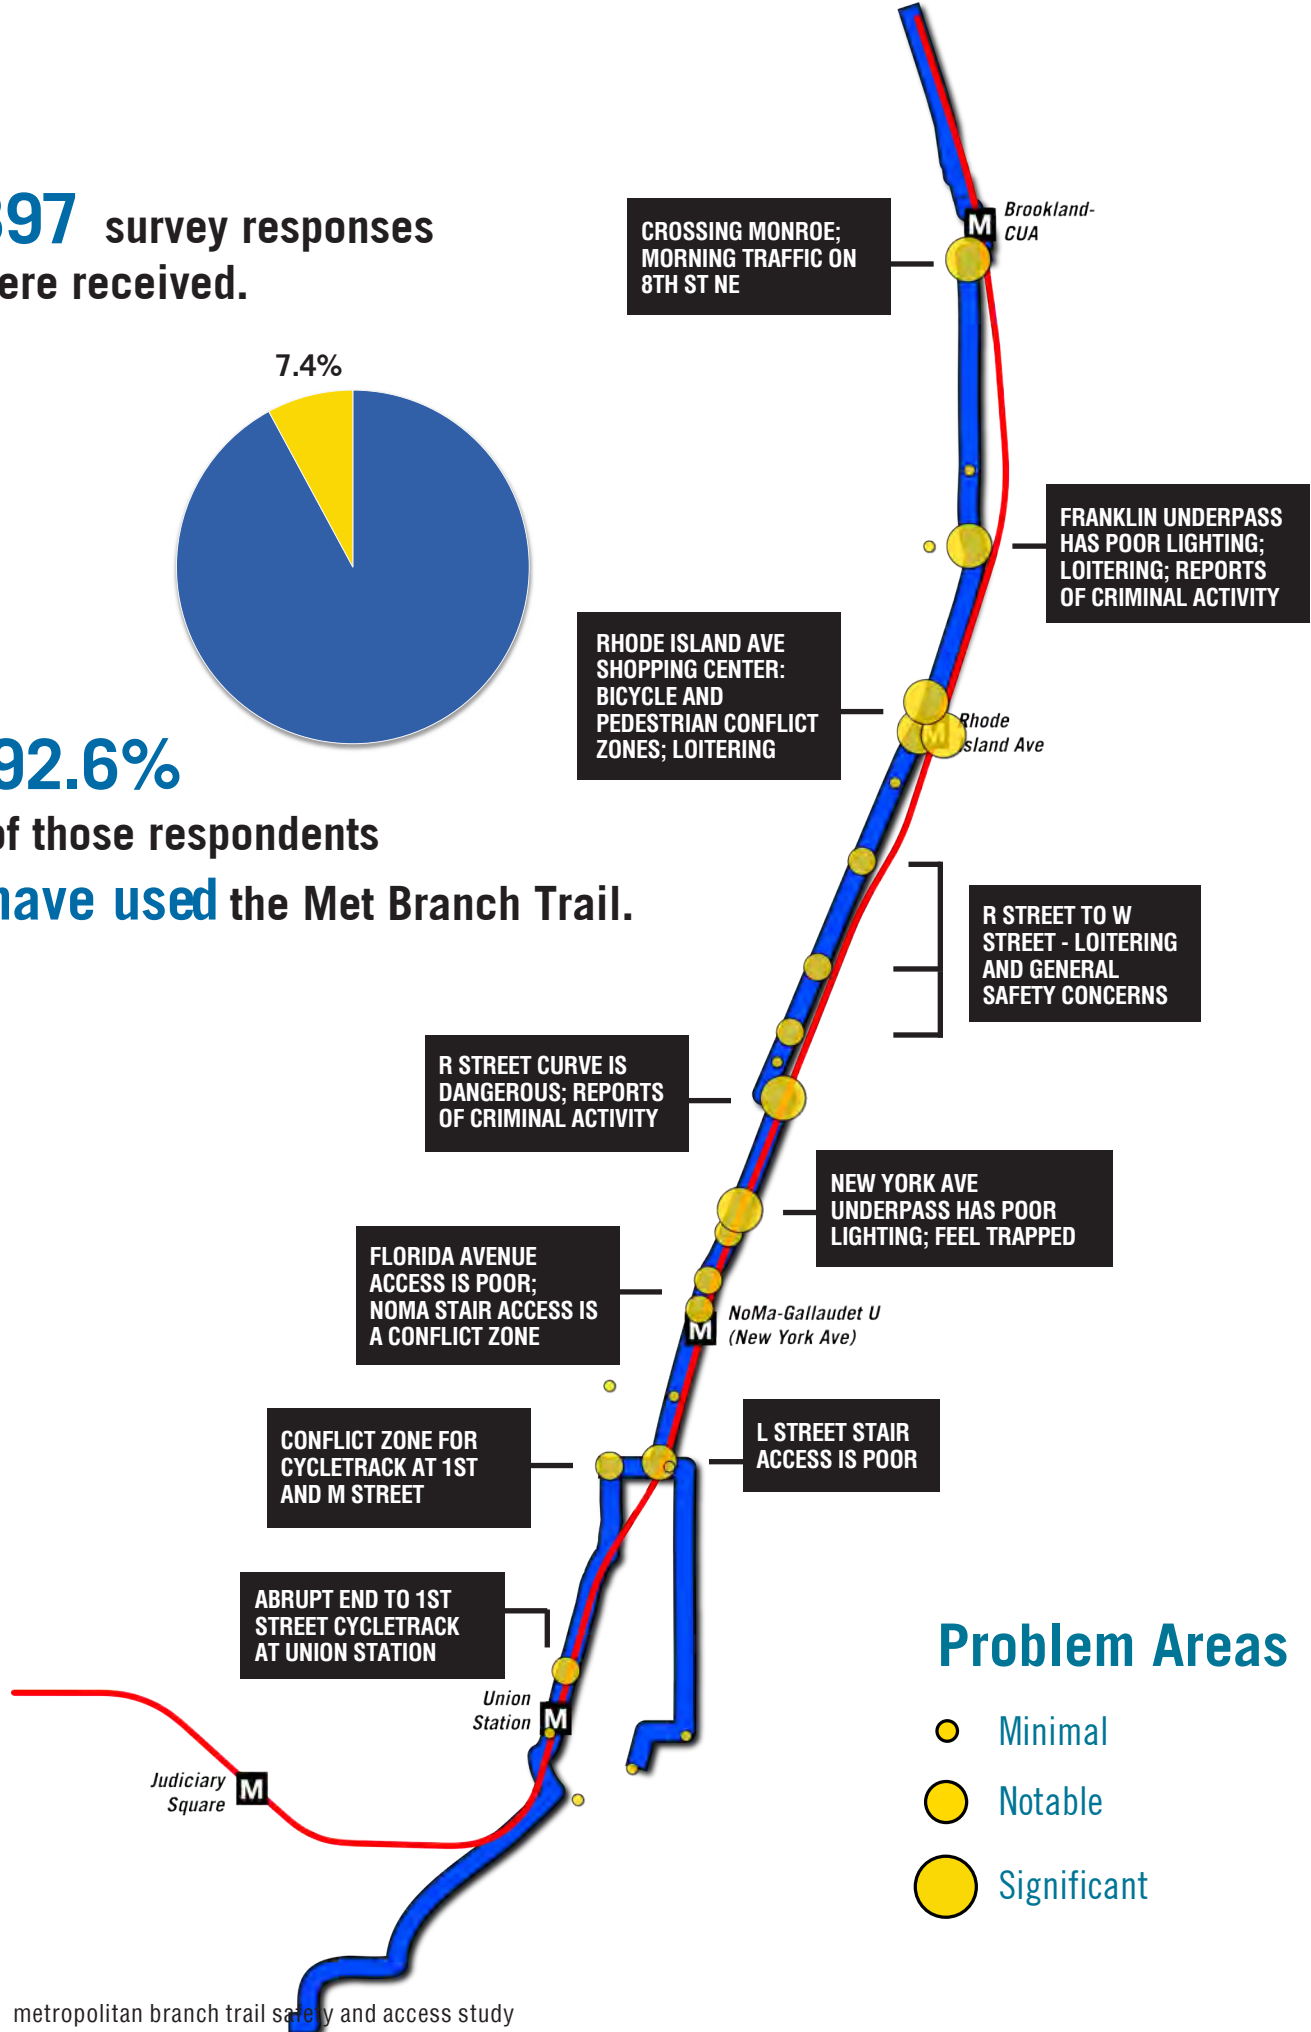 97 survey responses
ere received.
7.4%
92.6%
of those respondents
have used the Met Branch Trail.
Brookland-
CUA
CROSSING MONROE;
MORNING TRAFFIC ON
8TH ST NE
FRANKLIN UNDERPASS
HAS POOR LIGHTING;
LOITERING; REPORTS
OF CRIMINAL ACTIVITY
RHODE ISLAND AVE
SHOPPING CENTER:
BICYCLE AND
PEDESTRIAN CONFLICT
ZONES; LOITERING
Rhode
Island Ave
R STREET TO W
STREET - LOITERING
AND GENERAL
SAFETY CONCERNS
R STREET CURVE IS
DANGEROUS; REPORTS
OF CRIMINAL ACTIVITY
NEW YORK AVE
UNDERPASS HAS POOR
LIGHTING; FEEL TRAPPED
FLORIDA AVENUE
ACCESS IS POOR;
NOMA STAIR ACCESS IS
A CONFLICT ZONE
M
M
M
NoMa-Gallaudet U
(New York Ave)
CONFLICT ZONE FOR
CYCLETRACK AT 1ST
AND M STREET
L STREET STAIR
ACCESS IS POOR
ABRUPT END TO 1ST
STREET CYCLETRACK
AT UNION STATION
Union
Station
M
Judiciary
Square
M
Problem Areas
Minimal
Notable
Significant
metropolitan branch trail safety and access study